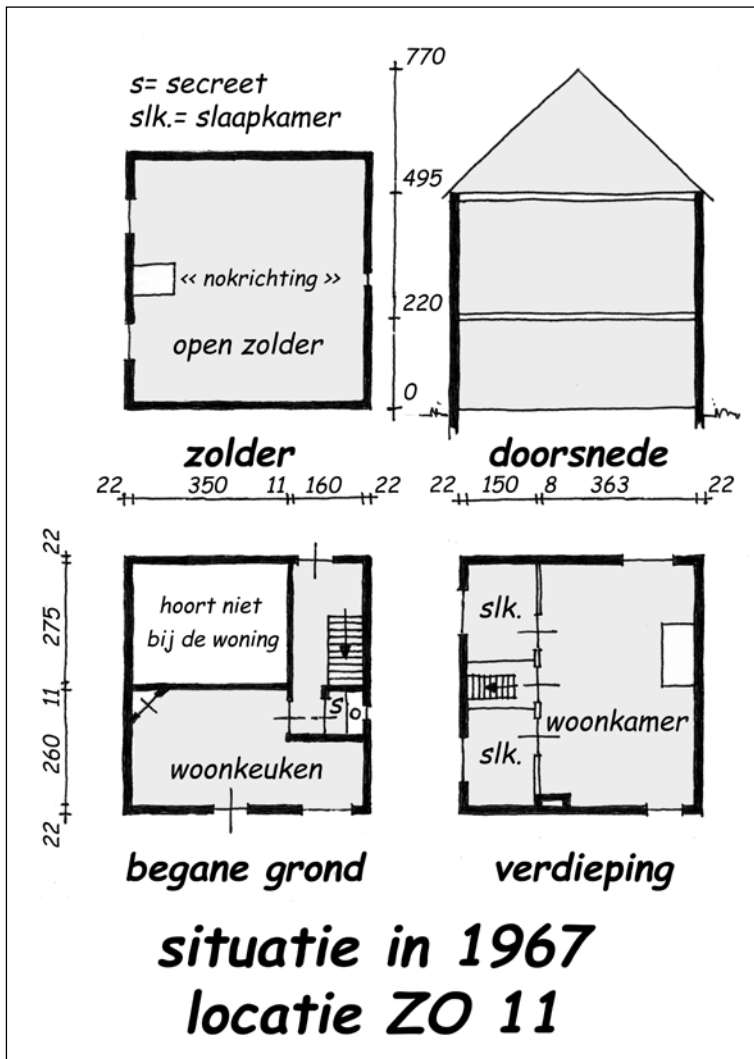 s= secreet
slk.= slaapkamer
<< nokrichting >>
open zolder
zolder
770
495
220
0
doorsnede
22 350 11 160 22
22 275 11 260 22
hoort niet
bij de woning
s
woonkeuken
begane grond
22 150 8 363 22
slk.
woonkamer
slk.
verdieping
situatie in 1967
locatie ZO 11